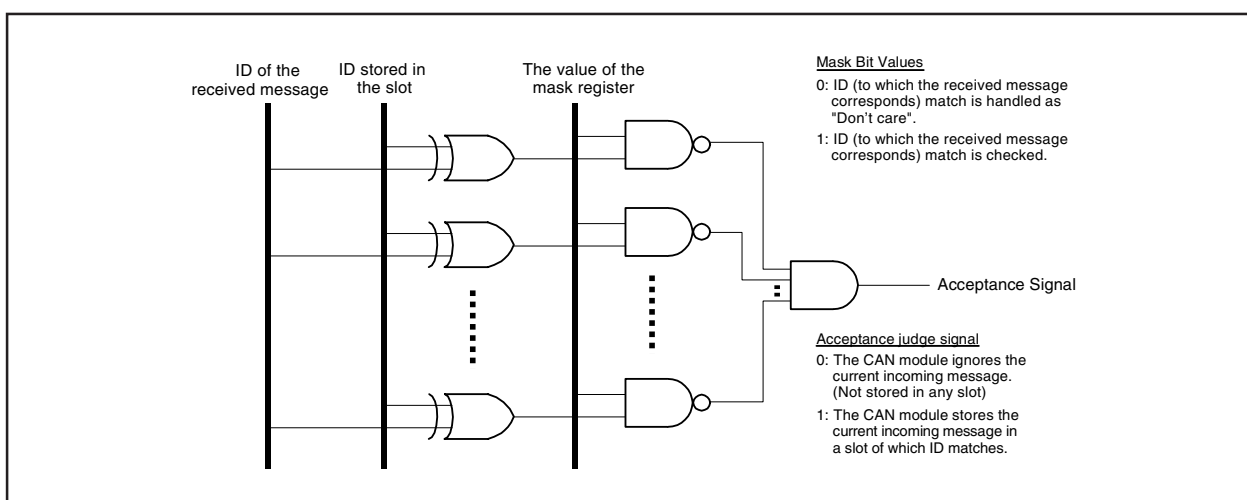 ID of the
received message
ID stored in
the slot
The value of the
mask register
Mask Bit Values
0: ID (to which the received message
corresponds) match is handled as
"Don't care".
1: ID (to which the received message
corresponds) match is checked.
Acceptance Signal
Acceptance judge signal
0: The CAN module ignores the
current incoming message.
(Not stored in any slot)
1: The CAN module stores the
current incoming message in
a slot of which ID matches.